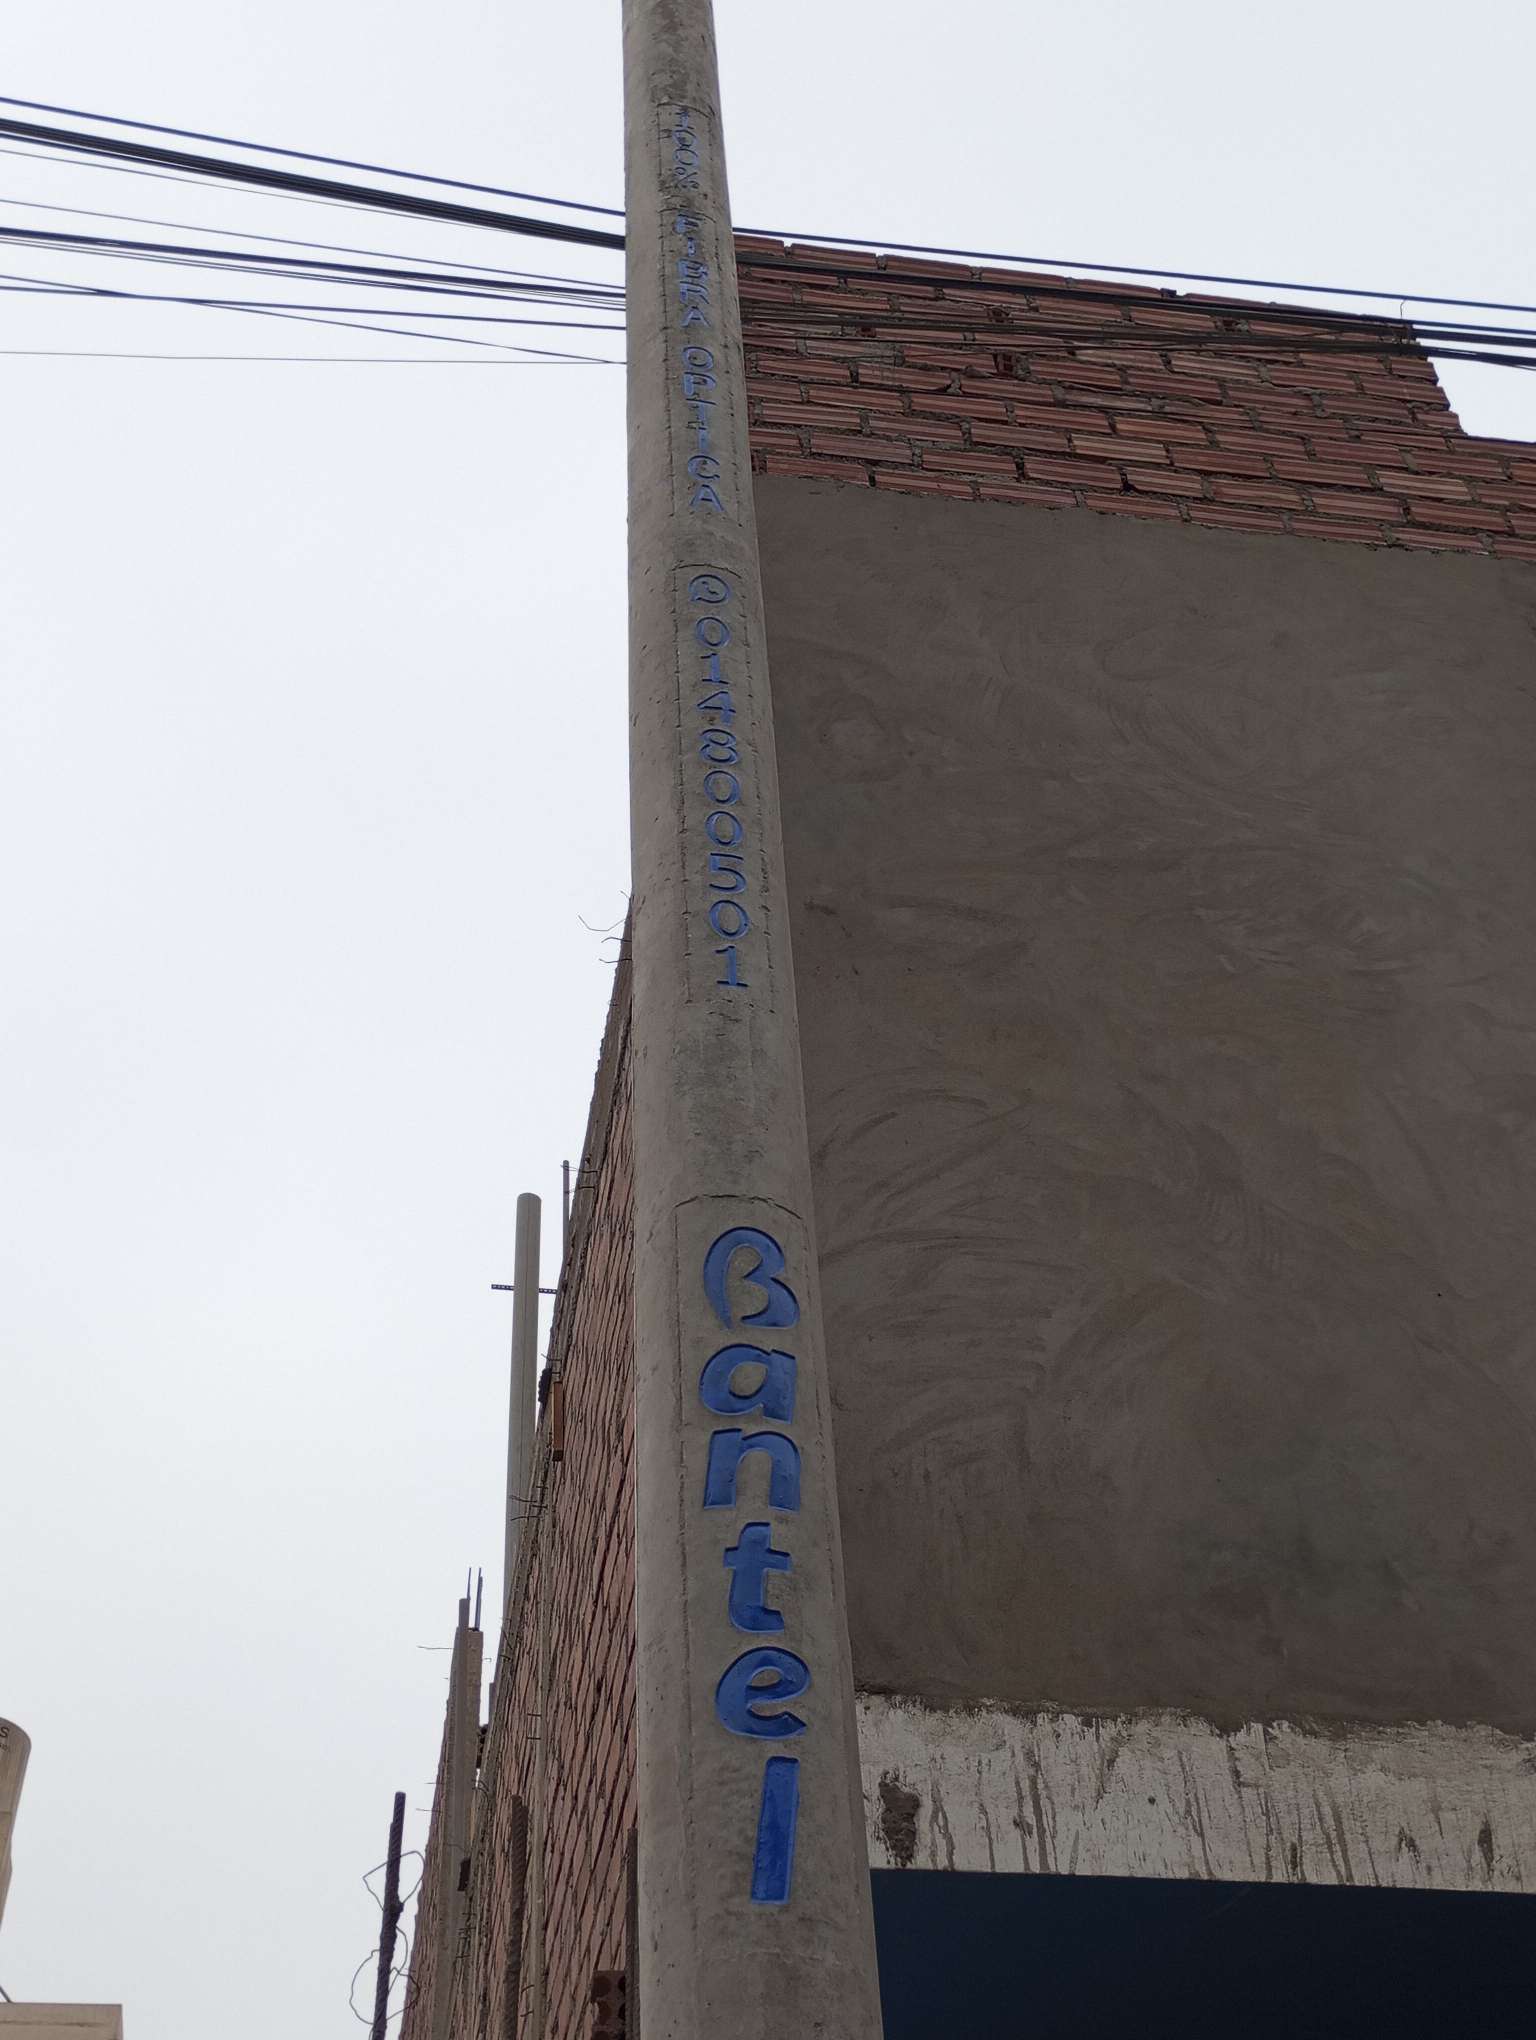 100%
FIBRA OPTICA
014800501
Bantel
S